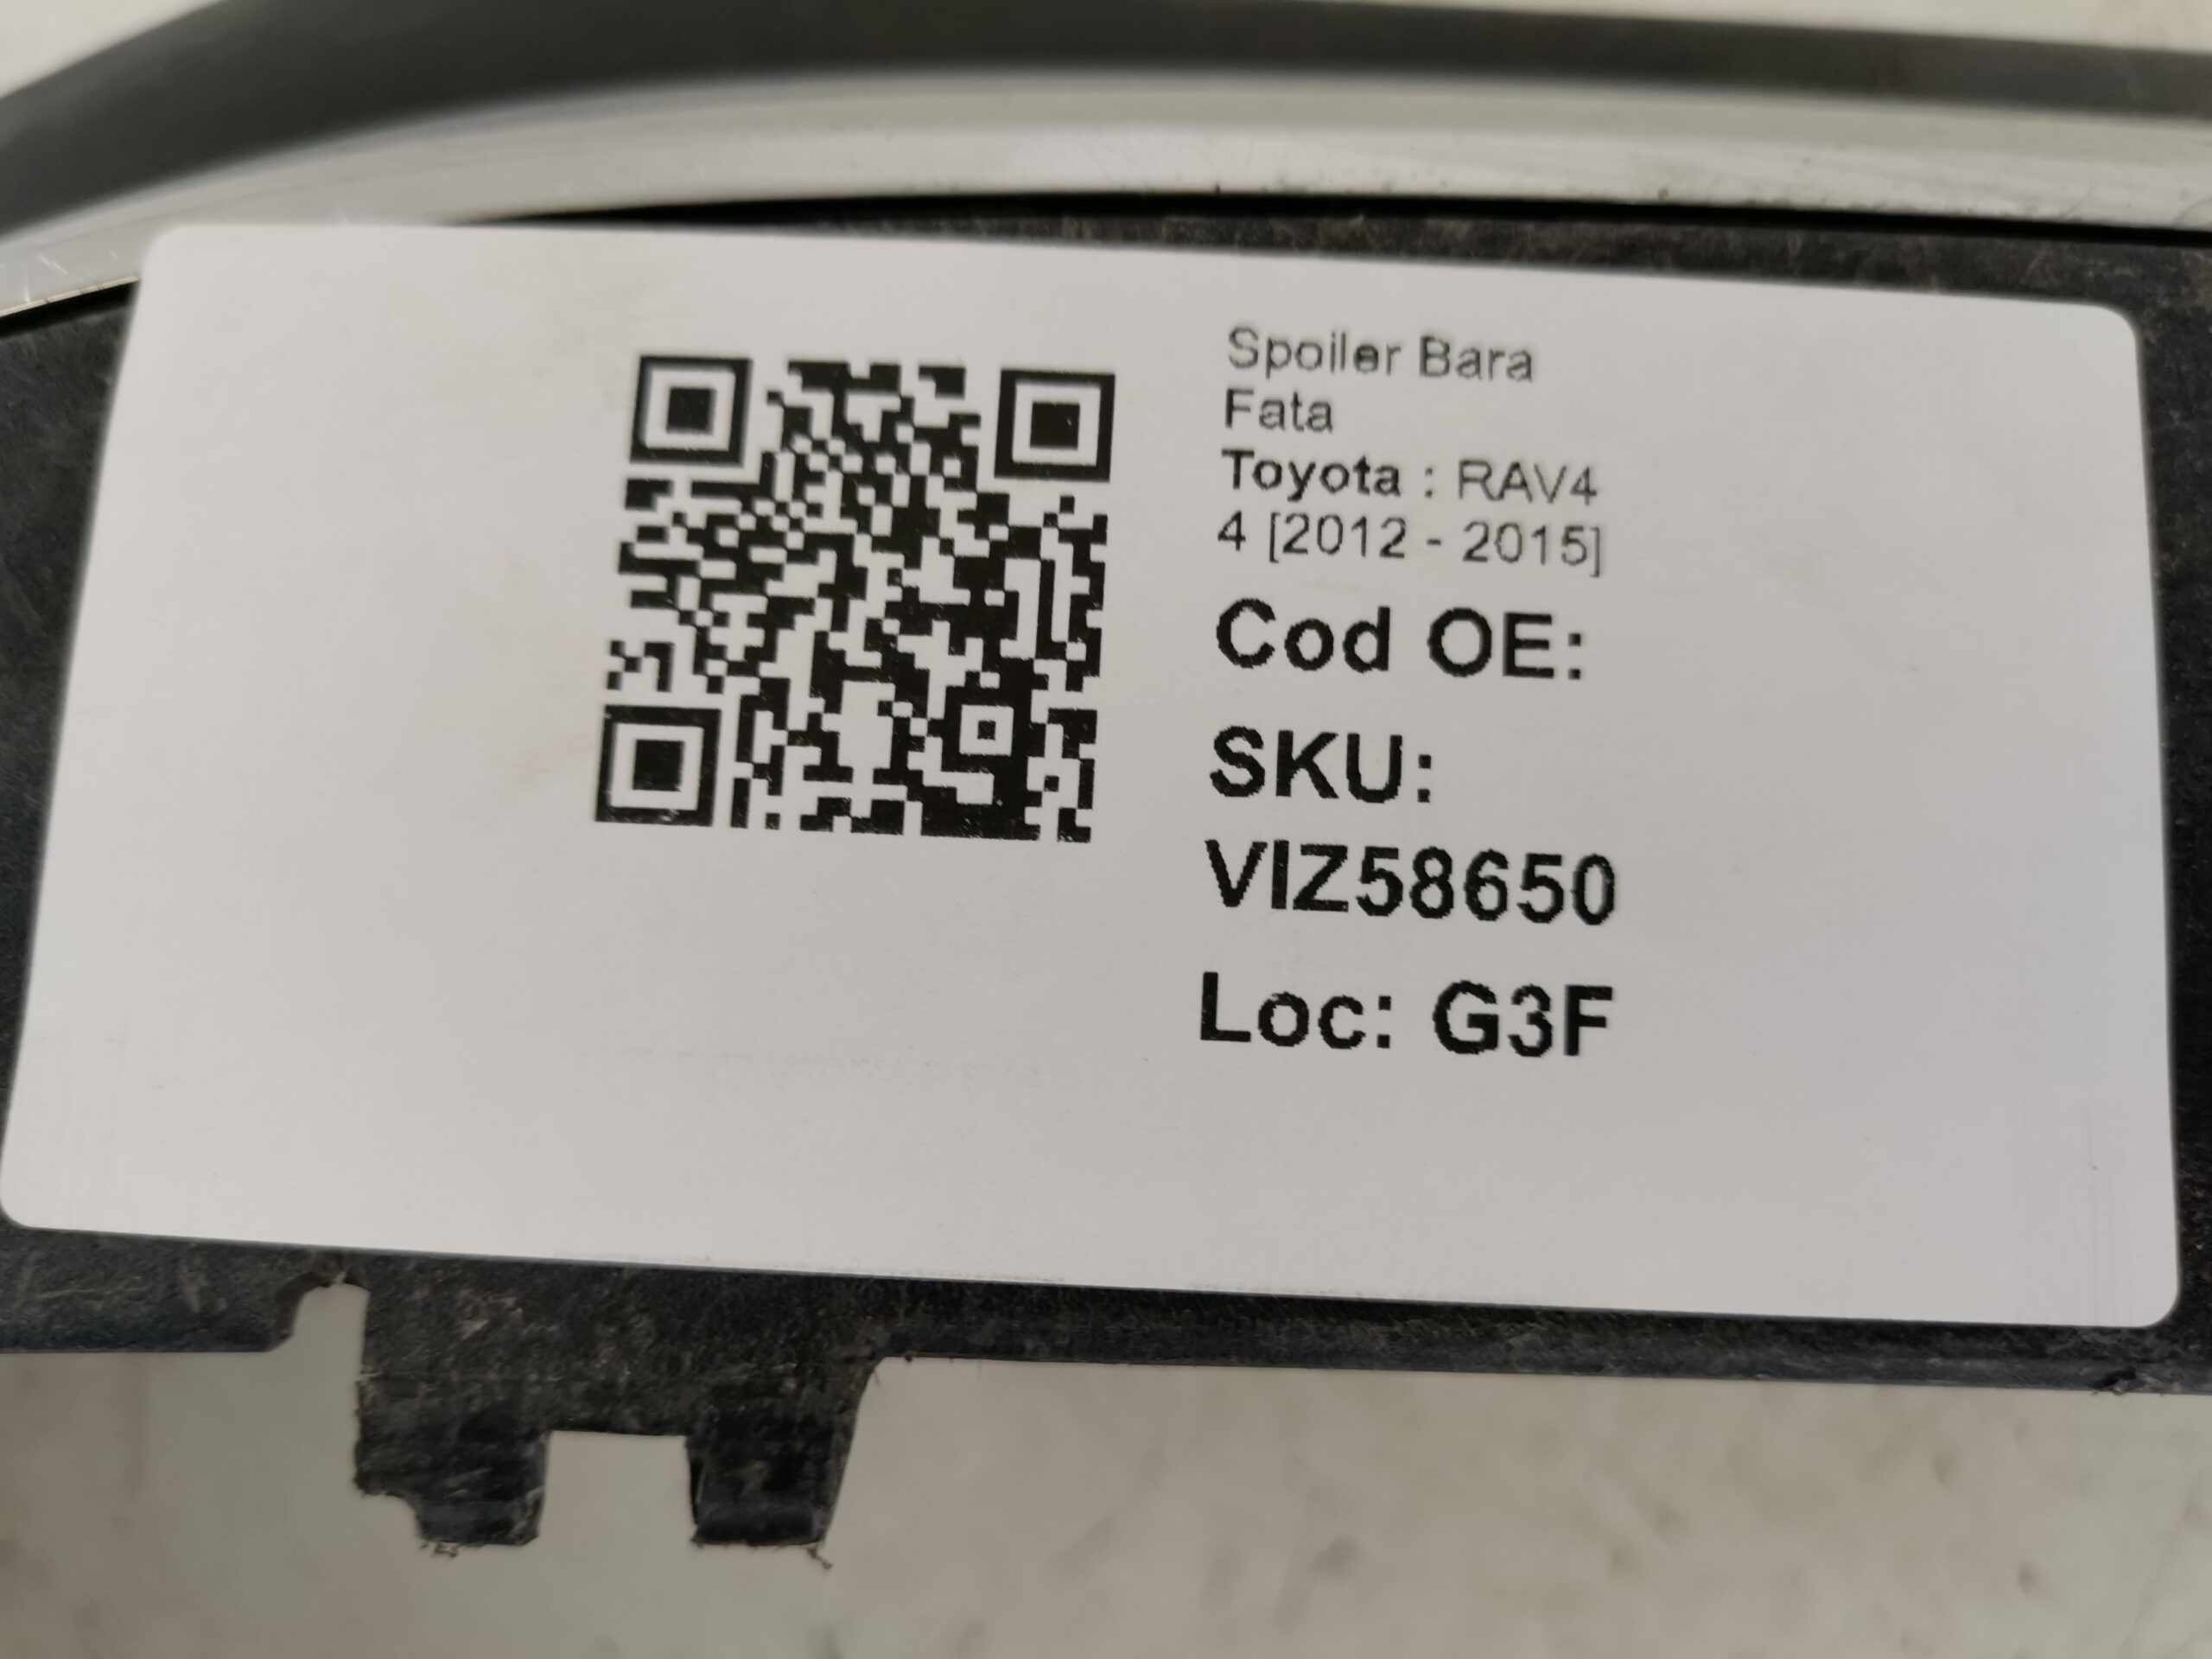 Spoiler Bara
Fata
Toyota : RAV4
4 [2012 - 2015]
Cod OE:
SKU:
VIZ58650
Loc: G3F